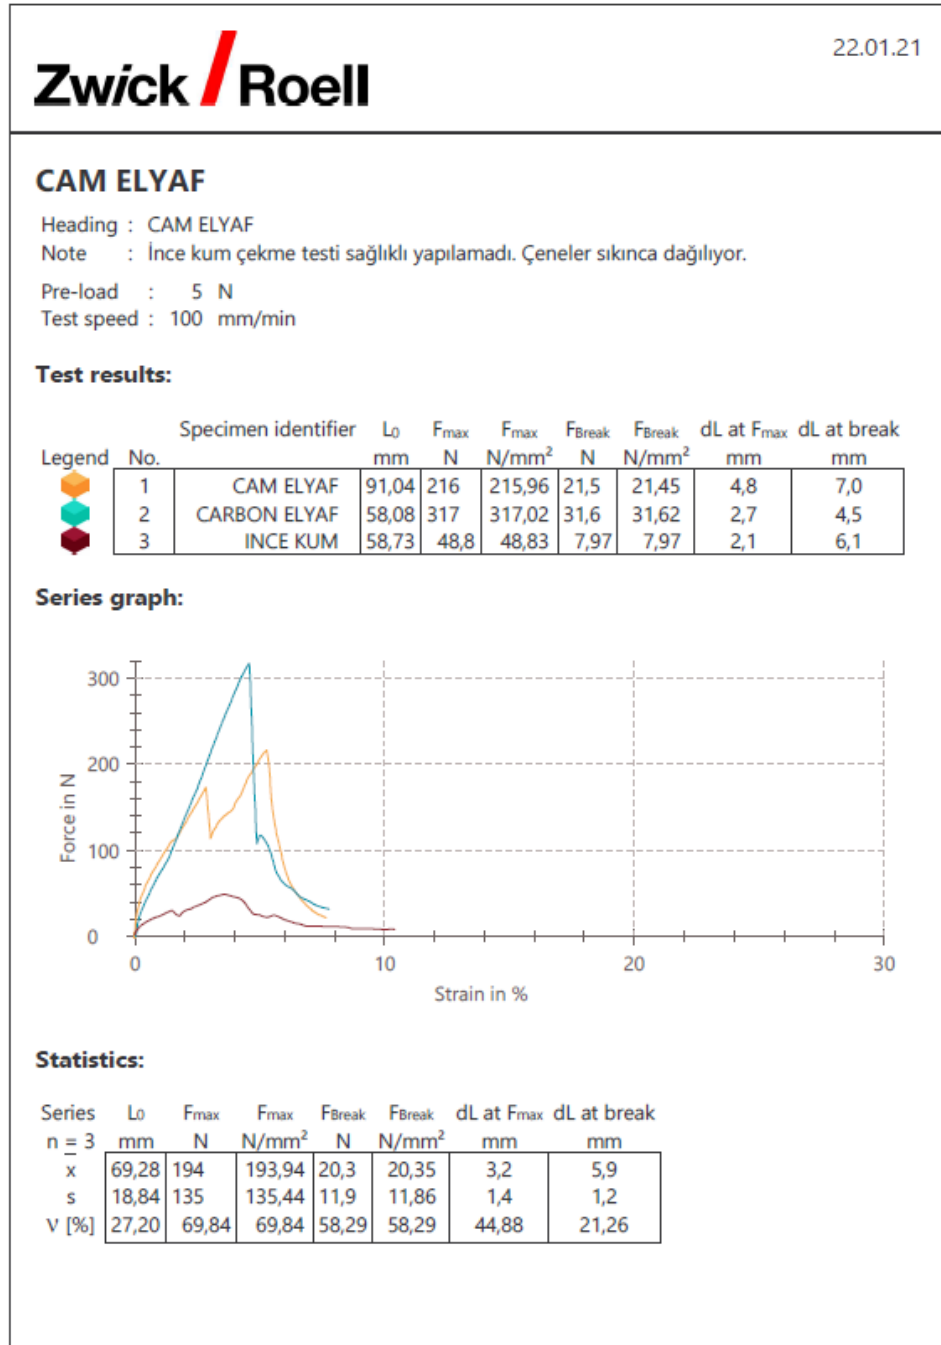 22.01.21
Zwick / Roell
CAM ELYAF
Heading : CAM ELYAF
Note : İnce kum çekme testi sağlıklı yapılamadı. Çeneler sıkınca dağılıyor.
Pre-load : 5 N
Test speed : 100 mm/min
Test results:
Specimen identifier L0 Fmax Fmax FBreak FBreak dL at Fmax dL at break
Legend No. mm N N/mm² N N/mm² mm mm
1 CAM ELYAF 91,04 216 215,96 21,5 21,45 4,8 7,0
2 CARBON ELYAF 58,08 317 317,02 31,6 31,62 2,7 4,5
3 INCE KUM 58,73 48,8 48,83 7,97 7,97 2,1 6,1
Series graph:
300
200
100
0
Force in N
0 10 20 30
Strain in %
Statistics:
Series L0 Fmax Fmax FBreak FBreak dL at Fmax dL at break
n = 3 mm N N/mm² N N/mm² mm mm
x̄ 69,28 194 193,94 20,3 20,35 3,2 5,9
s 18,84 135 135,44 11,9 11,86 1,4 1,2
ν [%] 27,20 69,84 69,84 58,29 58,29 44,88 21,26